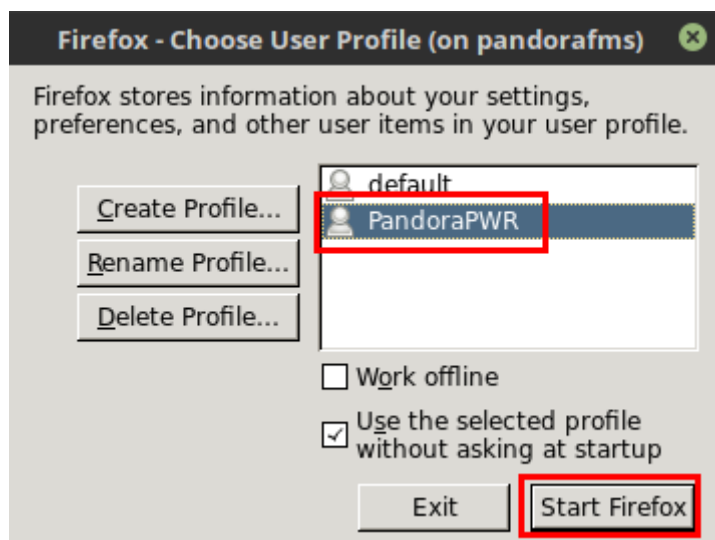 Firefox - Choose User Profile (on pandorafms)
Firefox stores information about your settings,
preferences, and other user items in your user profile.
default
Create Profile...
PandoraPWR
Rename Profile...
Delete Profile...
Work offline
Use the selected profile
without asking at startup
Exit
Start Firefox